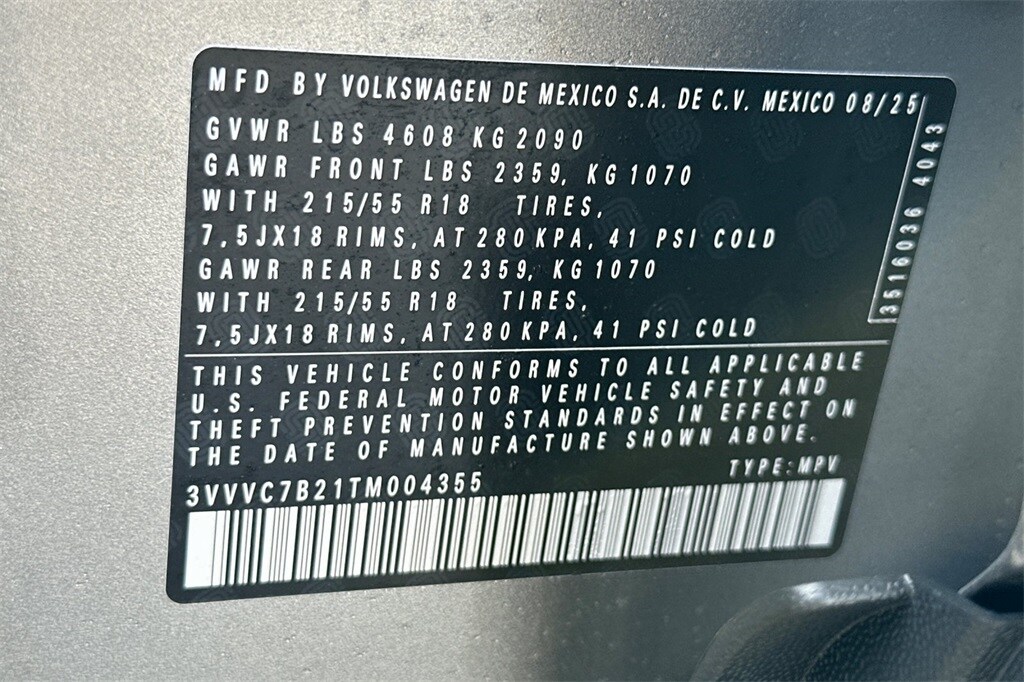 MFD BY VOLKSWAGEN DE MEXICO S.A. DE C.V. MEXICO 08/25
GVWR LBS 4608 KG 2090
GAWR FRONT LBS 2359, KG 1070
WITH 215/55 R18 TIRES,
7,5JX18 RIMS, AT 280 KPA, 41 PSI COLD
GAWR REAR LBS 2359, KG 1070
WITH 215/55 R18 TIRES,
7,5JX18 RIMS, AT 280 KPA, 41 PSI COLD
3516036 4043
THIS VEHICLE CONFORMS TO ALL APPLICABLE
U.S. FEDERAL MOTOR VEHICLE SAFETY AND
THEFT PREVENTION STANDARDS IN EFFECT ON
THE DATE OF MANUFACTURE SHOWN ABOVE.
TYPE: MPV
3VVVC7B21TM004355